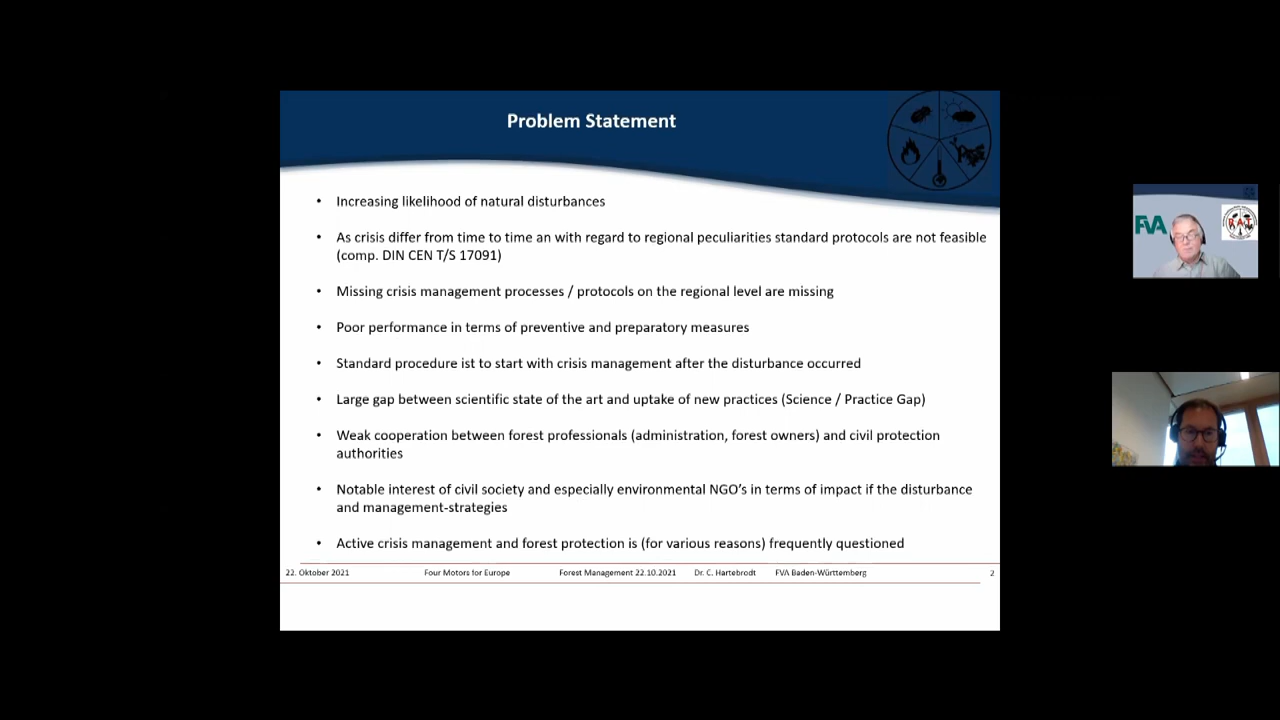 Problem Statement
• Increasing likelihood of natural disturbances
• As crisis differ from time to time an with regard to regional peculiarities standard protocols are not feasible
(comp. DIN CEN T/S 17091)
• Missing crisis management processes / protocols on the regional level are missing
• Poor performance in terms of preventive and preparatory measures
• Standard procedure ist to start with crisis management after the disturbance occurred
• Large gap between scientific state of the art and uptake of new practices (Science / Practice Gap)
• Weak cooperation between forest professionals (administration, forest owners) and civil protection
authorities
• Notable interest of civil society and especially environmental NGO's in terms of impact if the disturbance
and management-strategies
• Active crisis management and forest protection is (for various reasons) frequently questioned
22. Oktober 2021 Four Motors for Europe Forest Management 22.10.2021 Dr. C. Hartebrodt FVA Baden-Württemberg 2
FVA